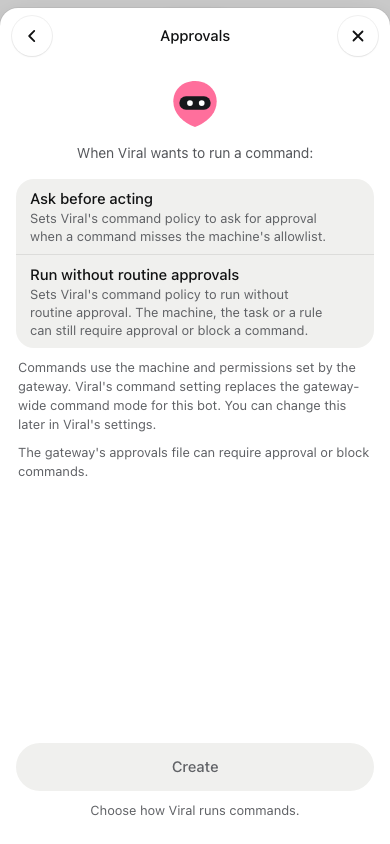 Approvals
When Viral wants to run a command:
Ask before acting
Sets Viral's command policy to ask for approval
when a command misses the machine's allowlist.
Run without routine approvals
Sets Viral's command policy to run without
routine approval. The machine, the task or a rule
can still require approval or block a command.
Commands use the machine and permissions set by the
gateway. Viral's command setting replaces the gateway-
wide command mode for this bot. You can change this
later in Viral's settings.
The gateway's approvals file can require approval or block
commands.
Create
Choose how Viral runs commands.